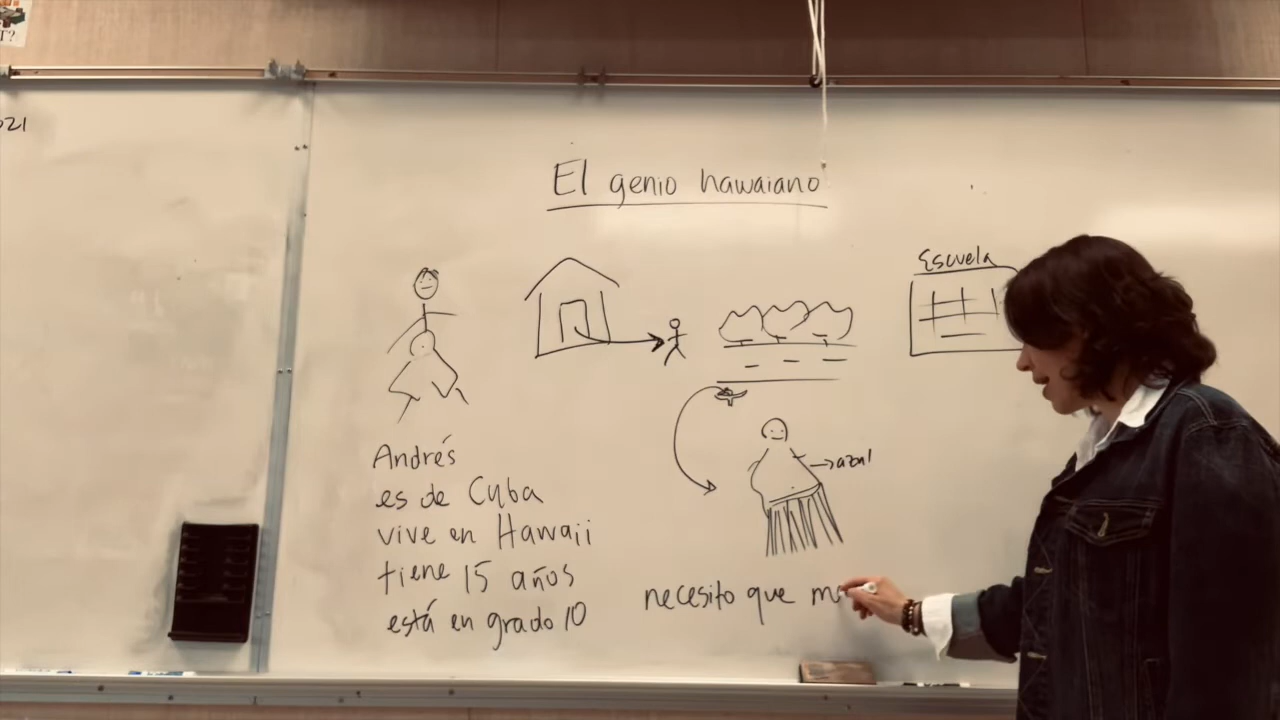 T?
021
El genio hawaiano
Escuela
azul
Andrés
es de Cuba
vive en Hawaii
tiene 15 años
está en grado 10
necesito que m